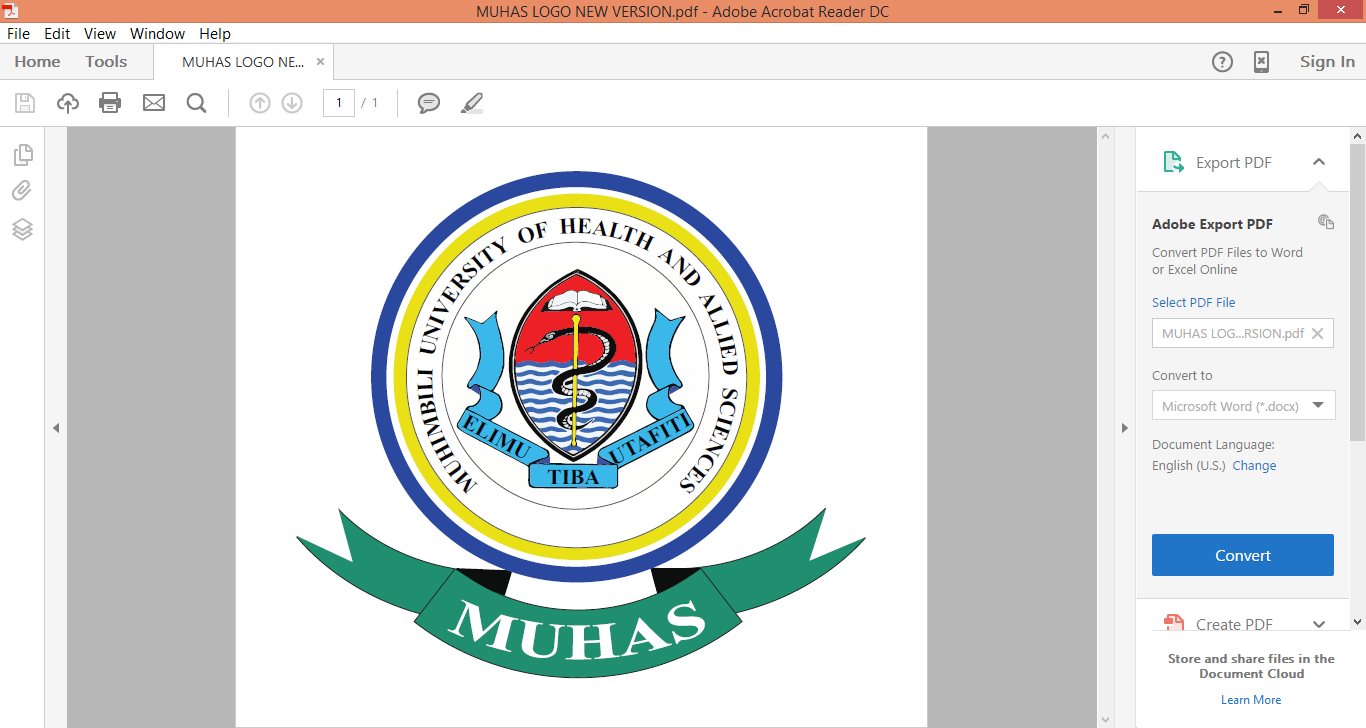 MUHAS LOGO NEW VERSION.pdf - Adobe Acrobat Reader DC
File Edit View Window Help
Home Tools MUHAS LOGO NE... × Sign In
1 / 1
Export PDF
Adobe Export PDF
Convert PDF Files to Word
or Excel Online
Select PDF File
MUHAS LOG...RSION.pdf
Convert to
Microsoft Word (*.docx)
Document Language:
English (U.S.) Change
Convert
Create PDF
Store and share files in the
Document Cloud
Learn More
MUHIMBILI UNIVERSITY OF HEALTH AND ALLIED SCIENCES
ELIMU
TIBA
UTAFITI
MUHAS